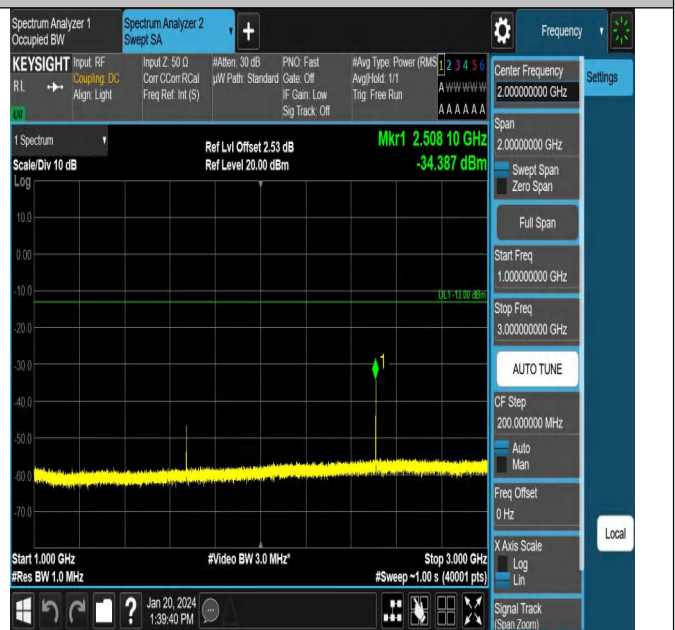 Spectrum Analyzer 1
Occupied BW
Spectrum Analyzer 2
Swept SA
Frequency
KEYSIGHT
RL
Input: RF
Coupling: DC
Align: Light
Input Z: 50 Ω
Corr CCorr RCal
Freq Ref: Int (S)
#Atten: 30 dB
µW Path: Standard
PNO: Fast
Gate: Off
IF Gain: Low
Sig Track: Off
#Avg Type: Power (RMS
Avg|Hold: 1/1
Trig: Free Run
1 2 3 4 5 6
A W W W W W
A A A A A A
1 Spectrum
Scale/Div 10 dB
Log
Ref Lvl Offset 2.53 dB
Ref Level 20.00 dBm
Mkr1 2.508 10 GHz
-34.387 dBm
10.0
0.00
-10.0
DL1 -13.00 dBm
-20.0
-30.0
1
-40.0
-50.0
-60.0
-70.0
Start 1.000 GHz
#Res BW 1.0 MHz
#Video BW 3.0 MHz*
Stop 3.000 GHz
#Sweep ~1.00 s (40001 pts)
Center Frequency
2.000000000 GHz
Settings
Span
2.00000000 GHz
Swept Span
Zero Span
Full Span
Start Freq
1.000000000 GHz
Stop Freq
3.000000000 GHz
AUTO TUNE
CF Step
200.000000 MHz
Auto
Man
Freq Offset
0 Hz
X Axis Scale
Log
Lin
Local
Signal Track
(Span Zoom)
?
Jan 20, 2024
1:39:40 PM